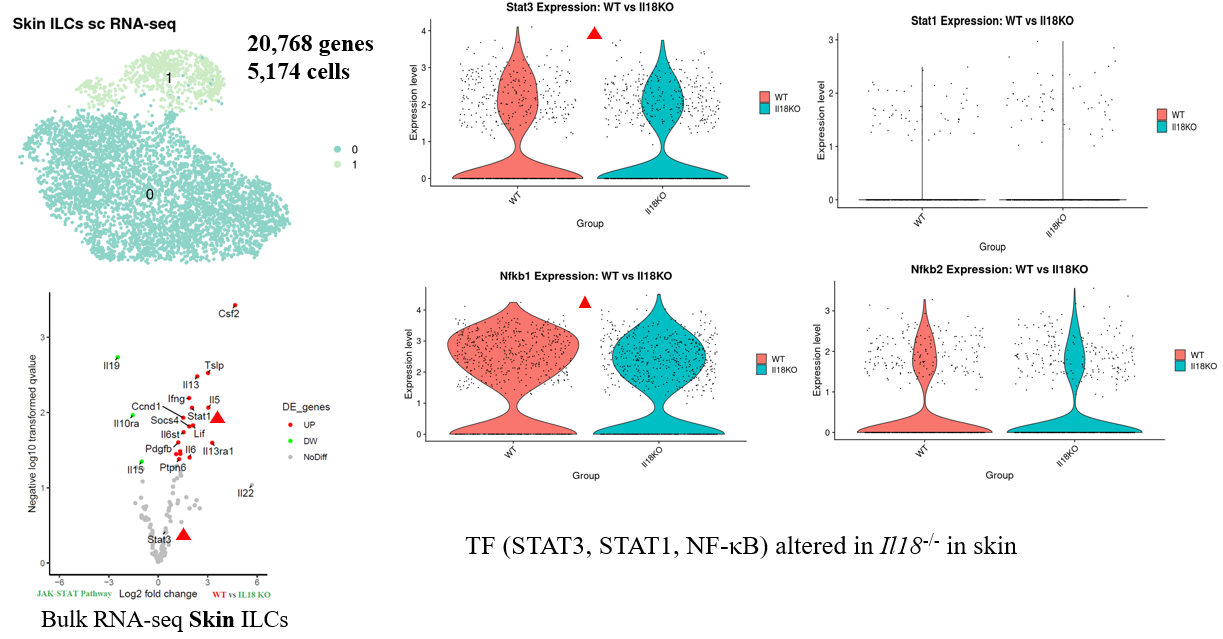 Skin ILCs sc RNA-seq
20,768 genes
5,174 cells
1
0
0
1
Stat3 Expression: WT vs Il18KO
Expression level
4
3
2
1
0
WT
Il18KO
Group
WT
Il18KO
Stat1 Expression: WT vs Il18KO
Expression level
3
2
1
0
WT
Il18KO
Group
WT
Il18KO
Nfkb1 Expression: WT vs Il18KO
Expression level
4
3
2
1
0
WT
Il18KO
Group
WT
Il18KO
Nfkb2 Expression: WT vs Il18KO
Expression level
3
2
1
0
WT
Il18KO
Group
WT
Il18KO
Negative log10 transformed qvalue
3
2
1
0
Csf2
Il19
Tslp
Il13
Ifng
Il5
Ccnd1
Il10ra
Socs4
Stat1
Il6st
Lif
Pdgfb
Il6
Il13ra1
Il15
Ptpn6
Il22
Stat3
DE_genes
UP
DW
NoDiff
−6
−3
0
3
6
JAK-STAT Pathway
Log2 fold change
WT vs IL18 KO
Bulk RNA-seq Skin ILCs
TF (STAT3, STAT1, NF-κB) altered in Il18-/- in skin